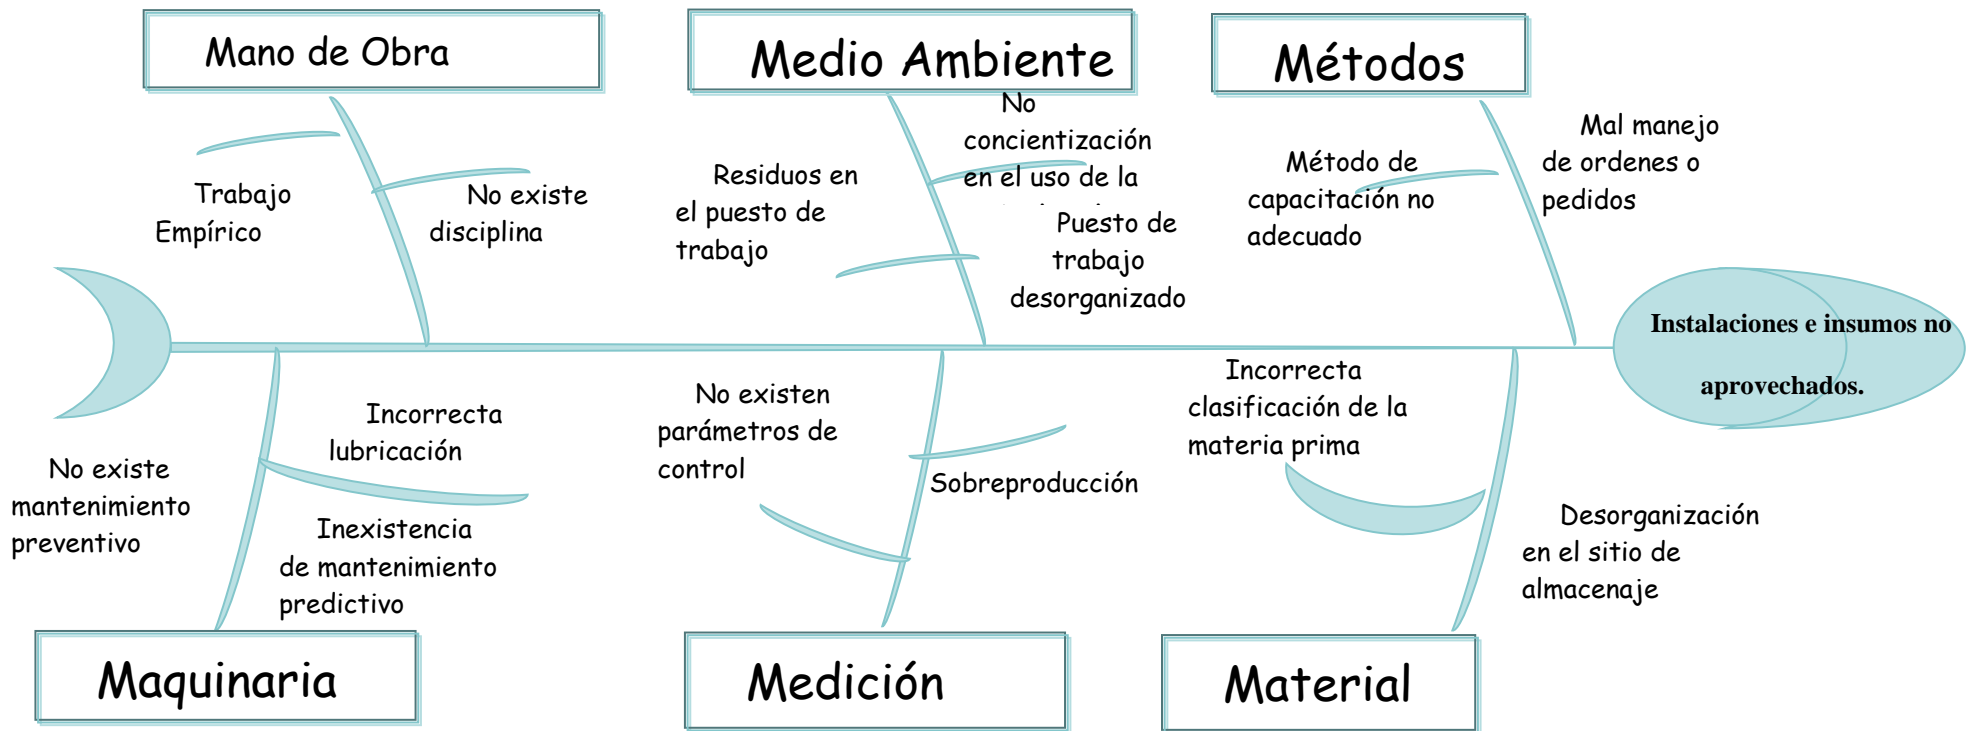 Mano de Obra
Medio Ambiente
Métodos
Trabajo
Empírico
No existe
disciplina
Residuos en
el puesto de
trabajo
No
concientización
en el uso de la
Puesto de
trabajo
desorganizado
Método de
capacitación no
adecuado
Mal manejo
de ordenes o
pedidos
Instalaciones e insumos no
aprovechados.
No existe
mantenimiento
preventivo
Incorrecta
lubricación
Inexistencia
de mantenimiento
predictivo
No existen
parámetros de
control
Sobreproducción
Incorrecta
clasificación de la
materia prima
Desorganización
en el sitio de
almacenaje
Maquinaria
Medición
Material